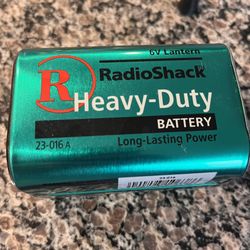 6V Lantern
RadioShack
R
Heavy-Duty
BATTERY
23-016 A
Long-Lasting Power